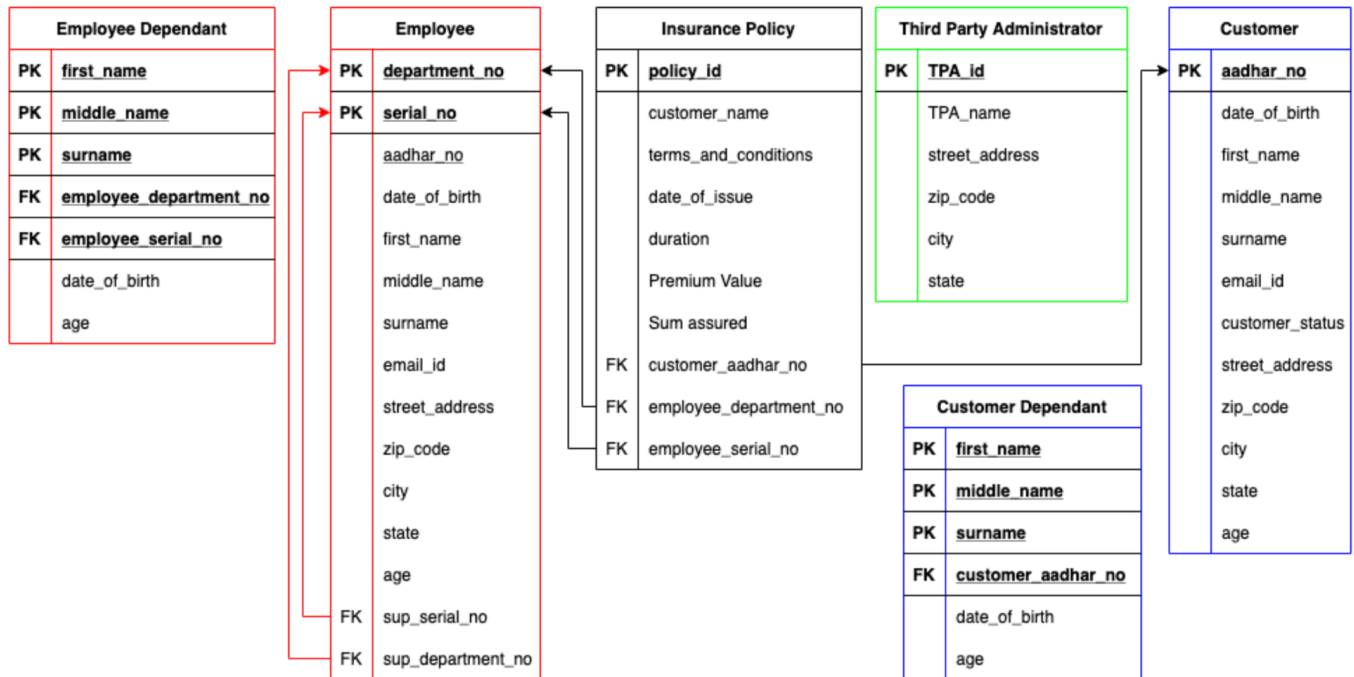 Employee Dependant
PK first_name
PK middle_name
PK surname
FK employee_department_no
FK employee_serial_no
date_of_birth
age
Employee
PK department_no
PK serial_no
aadhar_no
date_of_birth
first_name
middle_name
surname
email_id
street_address
zip_code
city
state
age
FK sup_serial_no
FK sup_department_no
Insurance Policy
PK policy_id
customer_name
terms_and_conditions
date_of_issue
duration
Premium Value
Sum assured
FK customer_aadhar_no
FK employee_department_no
FK employee_serial_no
Third Party Administrator
PK TPA_id
TPA_name
street_address
zip_code
city
state
Customer Dependant
PK first_name
PK middle_name
PK surname
FK customer_aadhar_no
date_of_birth
age
Customer
PK aadhar_no
date_of_birth
first_name
middle_name
surname
email_id
customer_status
street_address
zip_code
city
state
age